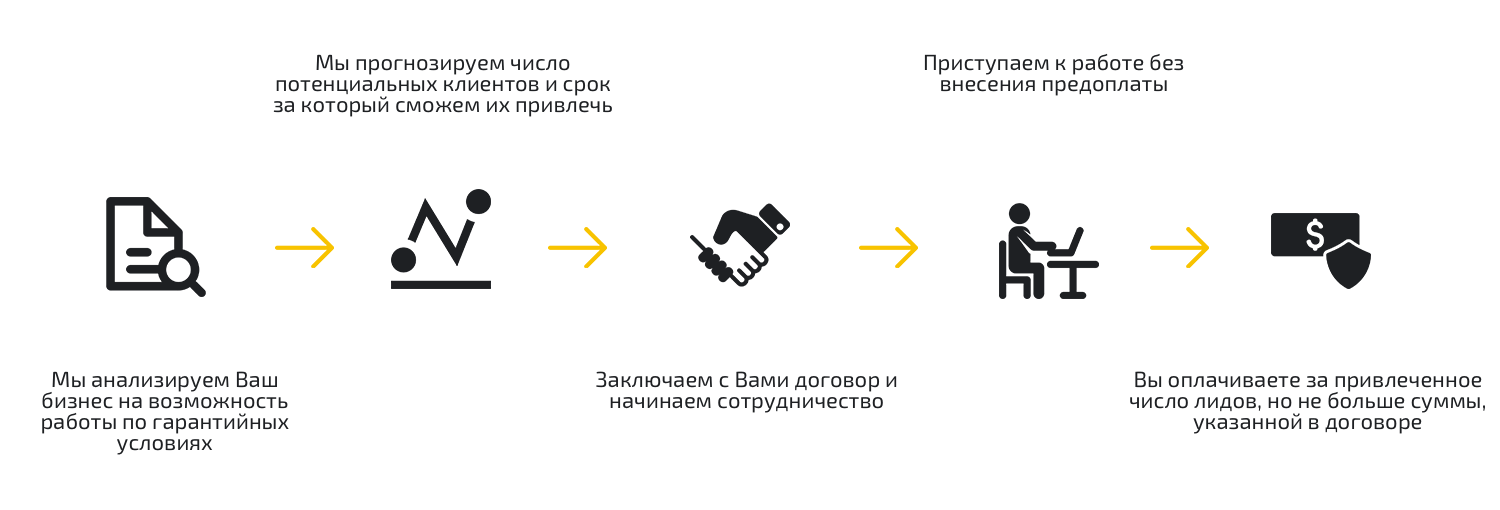 Мы анализируем Ваш
бизнес на возможность
работы по гарантийных
условиях
Мы прогнозируем число
потенциальных клиентов и срок
за который сможем их привлечь
Заключаем с Вами договор и
начинаем сотрудничество
Приступаем к работе без
внесения предоплаты
$
Вы оплачиваете за привлеченное
число лидов, но не больше суммы,
указанной в договоре